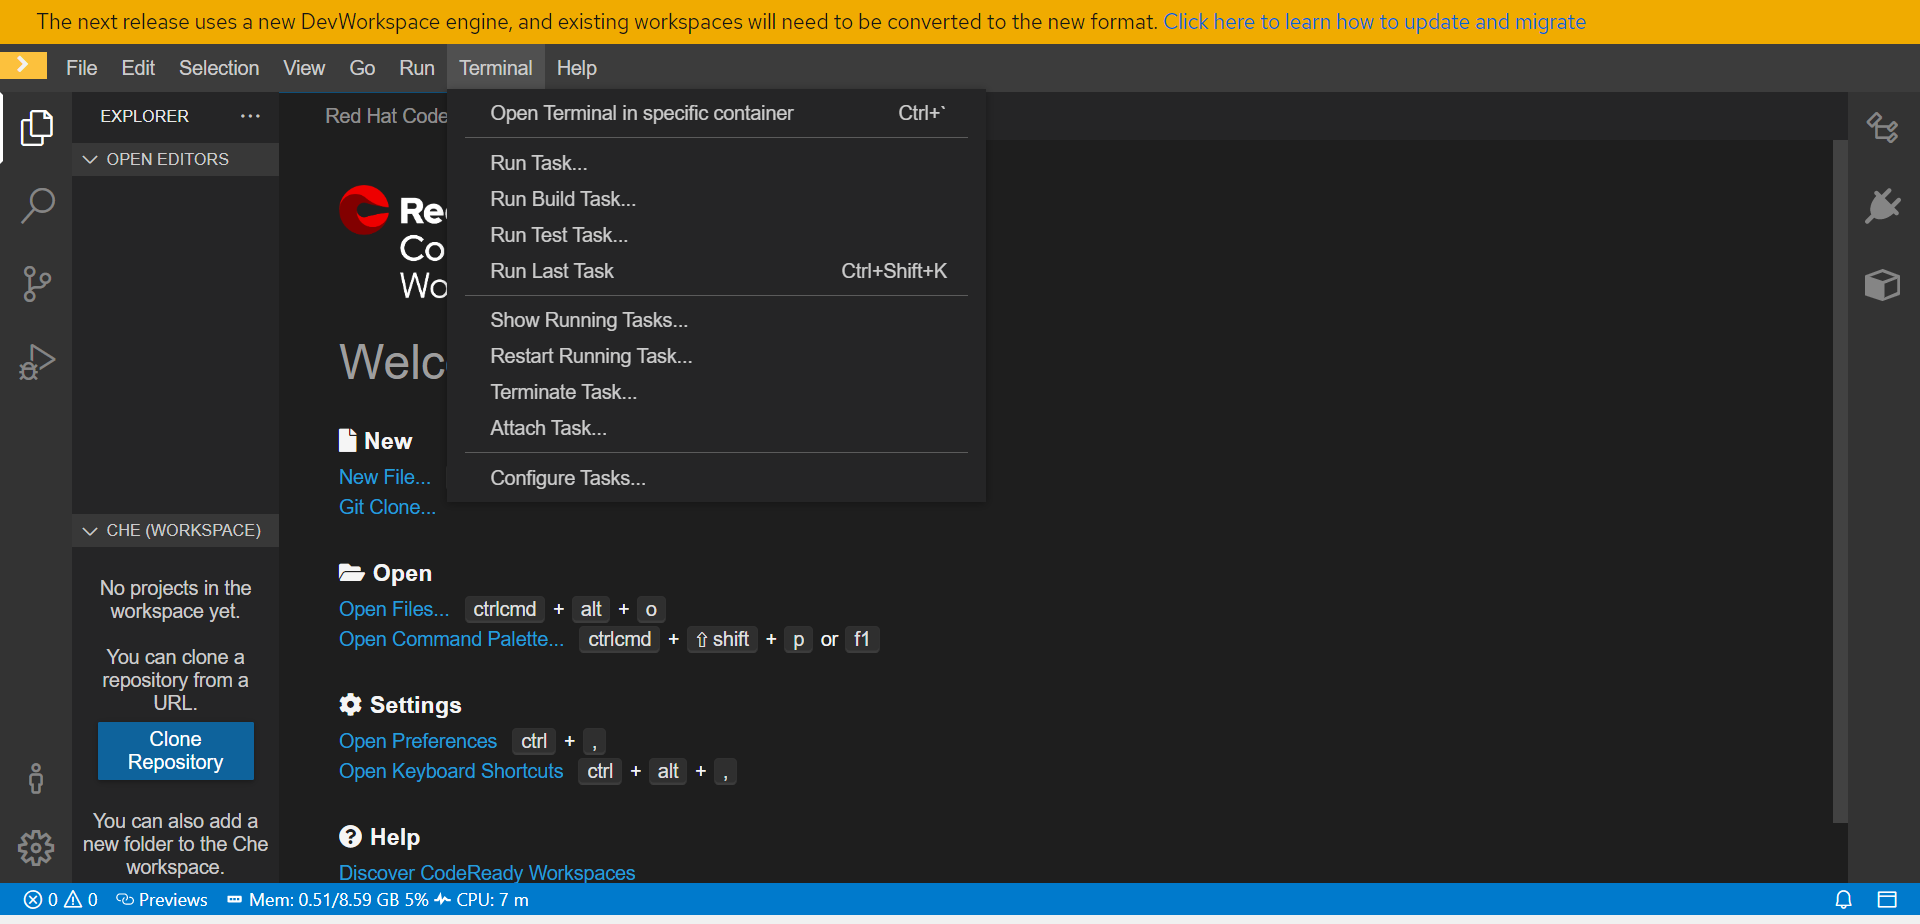 The next release uses a new DevWorkspace engine, and existing workspaces will need to be converted to the new format. Click here to learn how to update and migrate
File Edit Selection View Go Run Terminal Help
EXPLORER
OPEN EDITORS
CHE (WORKSPACE)
No projects in the
workspace yet.
You can clone a
repository from a
URL.
Clone
Repository
You can also add a
new folder to the Che
workspace.
Red Hat Code
Re
Co
Wo
Welc
Open Terminal in specific container Ctrl+`
Run Task...
Run Build Task...
Run Test Task...
Run Last Task Ctrl+Shift+K
Show Running Tasks...
Restart Running Task...
Terminate Task...
Attach Task...
Configure Tasks...
New
New File...
Git Clone...
Open
Open Files... ctrlcmd + alt + o
Open Command Palette... ctrlcmd + ⇧ shift + p or f1
Settings
Open Preferences ctrl + ,
Open Keyboard Shortcuts ctrl + alt + ,
Help
Discover CodeReady Workspaces
0 0 Previews Mem: 0.51/8.59 GB 5% CPU: 7 m